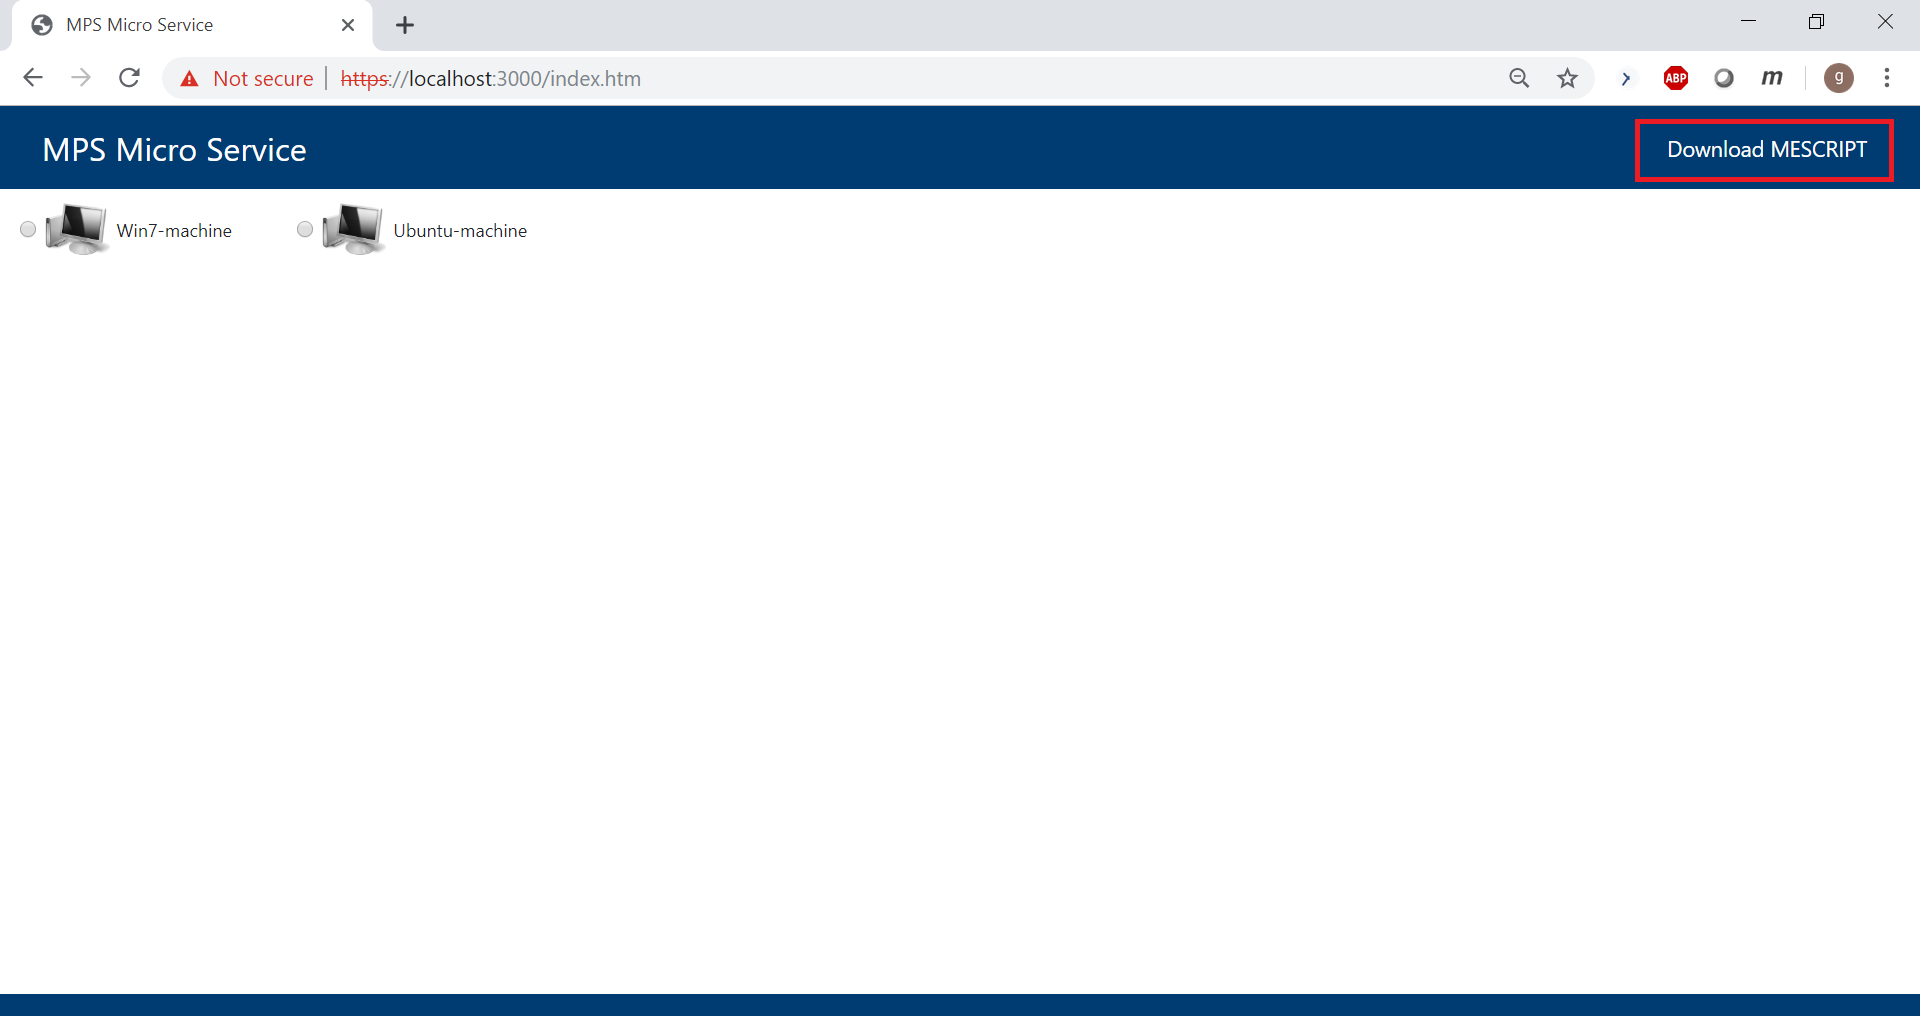 MPS Micro Service
Not secure | https://localhost:3000/index.htm
ABP
m
g
MPS Micro Service
Download MESCRIPT
Win7-machine
Ubuntu-machine